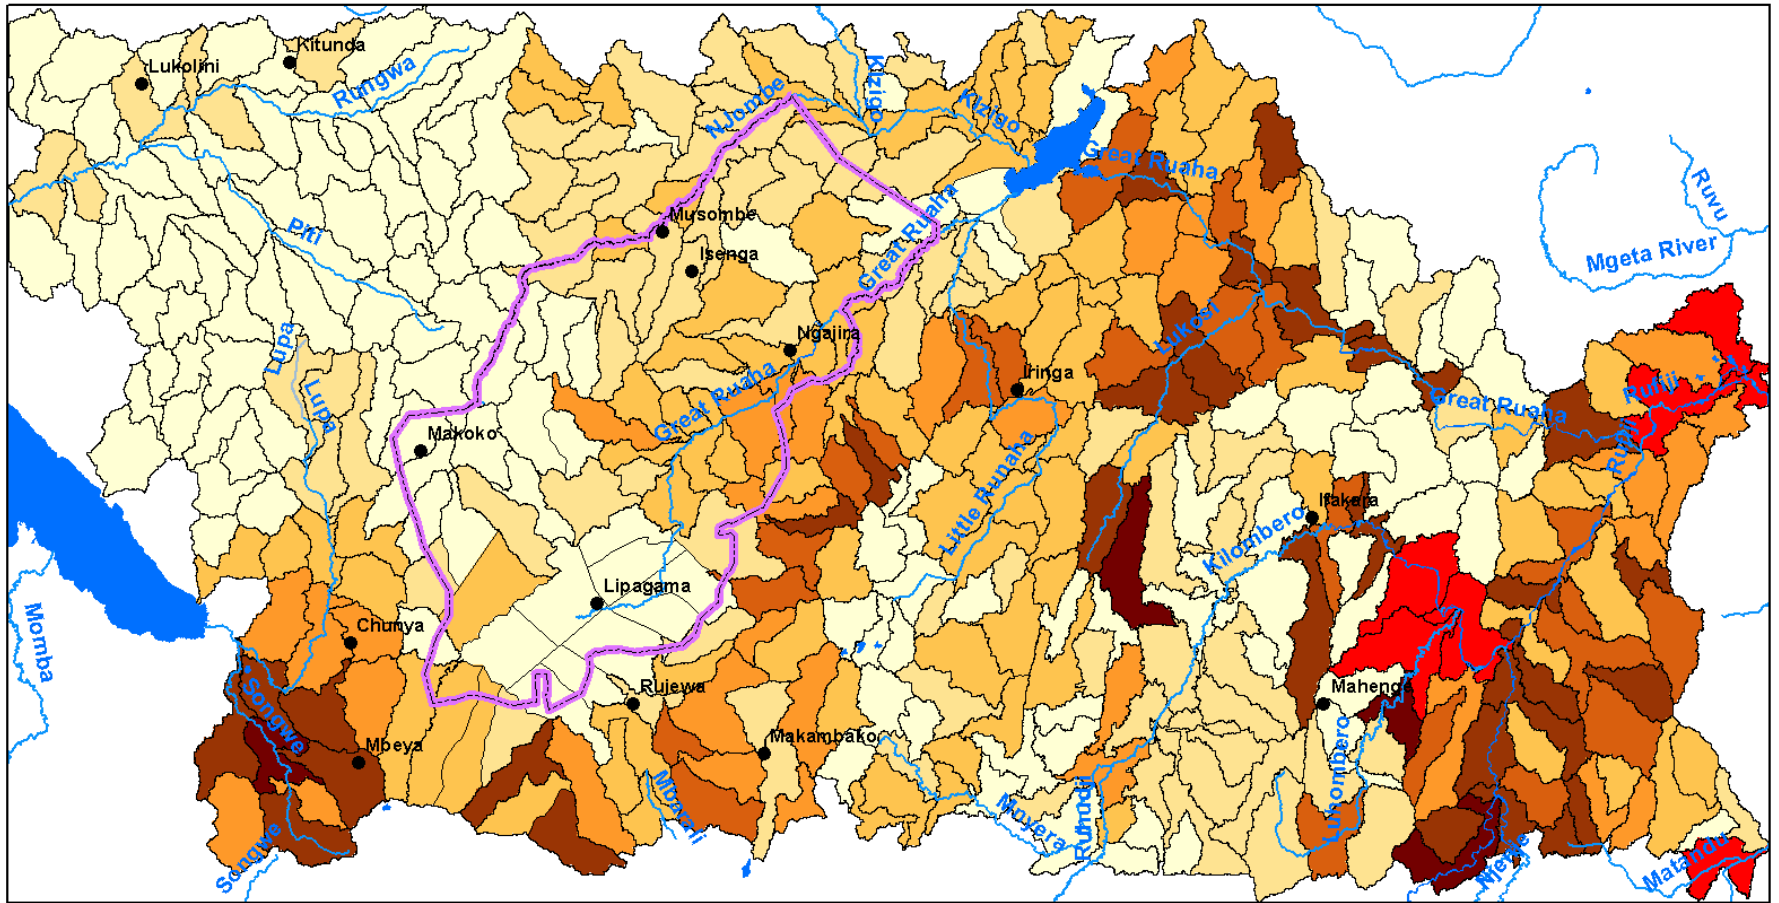 Kitunda
Lukolini
Rungwa
Njombe
KIzigo
KIzigo
Great Ruaha
Ruvu
Mgeta River
Musombe
Isenga
Great Ruaha
Piti
Lupa
Lupa
Ngajira
Great Ruaha
Lukosi
Iringa
Great Ruaha
Rufiji
Rufiji
Makoko
Little Runaha
Ifakara
Kilombero
Lipagama
Momba
Chunya
Songwe
Rujewa
Mahenge
Mbeya
Makambako
Luhombero
Mbarali
Mnyera
Ruhudji
Songwe
Njenje
Matandu